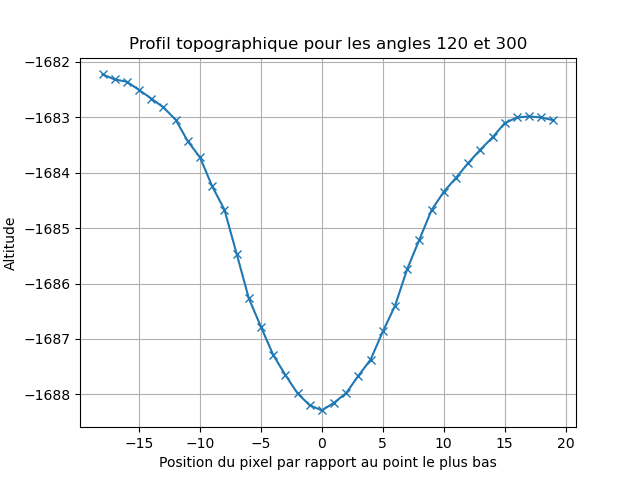 Profil topographique pour les angles 120 et 300
−1682
−1683
−1684
−1685
−1686
−1687
−1688
Altitude
−15 −10 −5 0 5 10 15 20
Position du pixel par rapport au point le plus bas